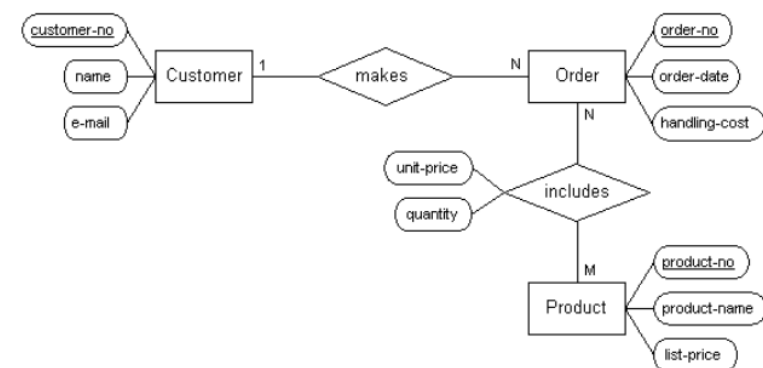 customer-no
order-no
1
N
name
Customer
makes
Order
order-date
e-mail
handling-cost
N
unit-price
includes
quantity
M
product-no
Product
product-name
list-price